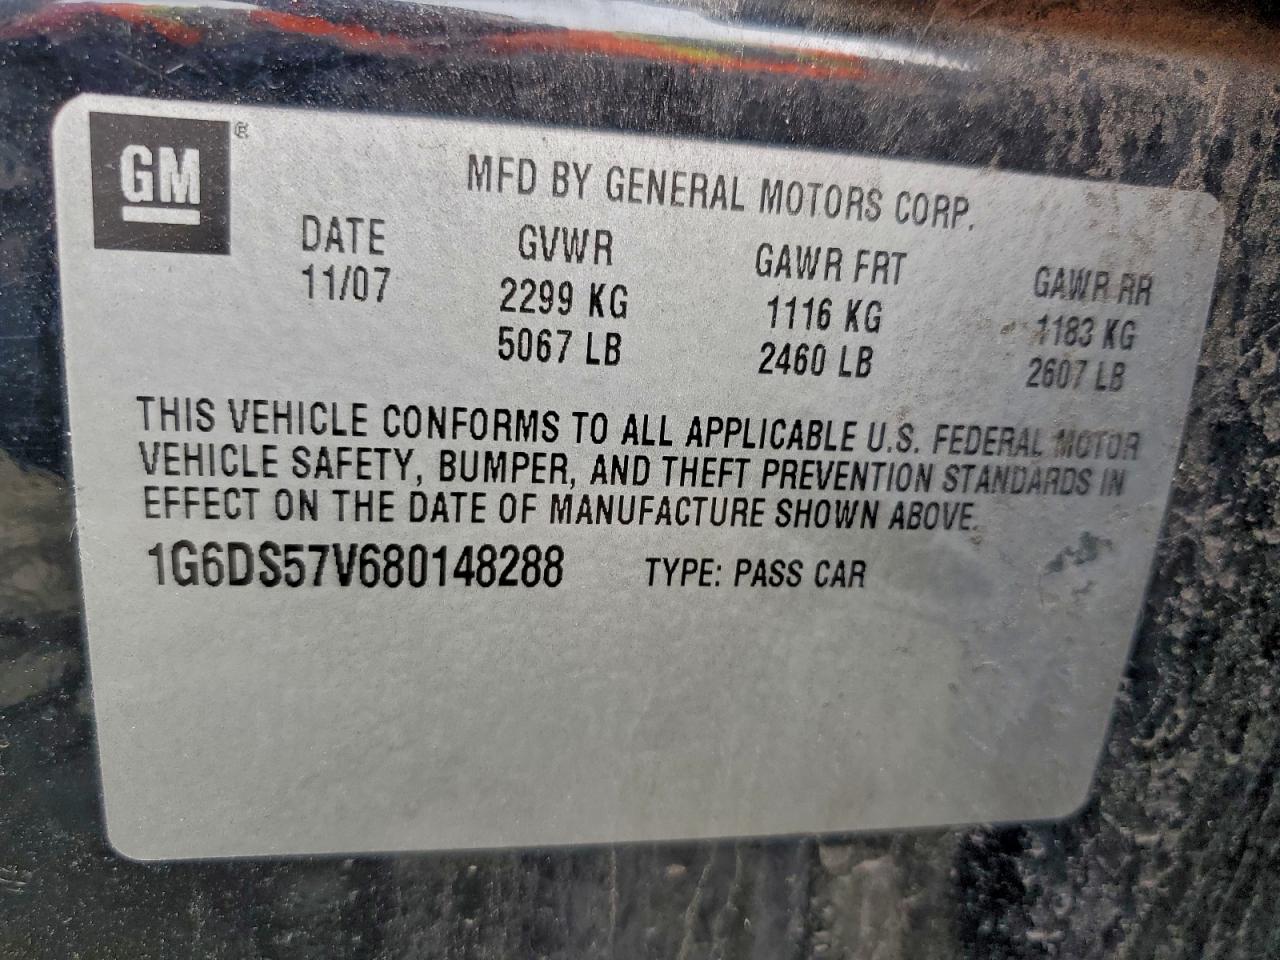 GM ®
MFD BY GENERAL MOTORS CORP.
DATE GVWR GAWR FRT GAWR RR
11/07 2299 KG 1116 KG 1183 KG
5067 LB 2460 LB 2607 LB
THIS VEHICLE CONFORMS TO ALL APPLICABLE U.S. FEDERAL MOTOR
VEHICLE SAFETY, BUMPER, AND THEFT PREVENTION STANDARDS IN
EFFECT ON THE DATE OF MANUFACTURE SHOWN ABOVE.
1G6DS57V680148288 TYPE: PASS CAR